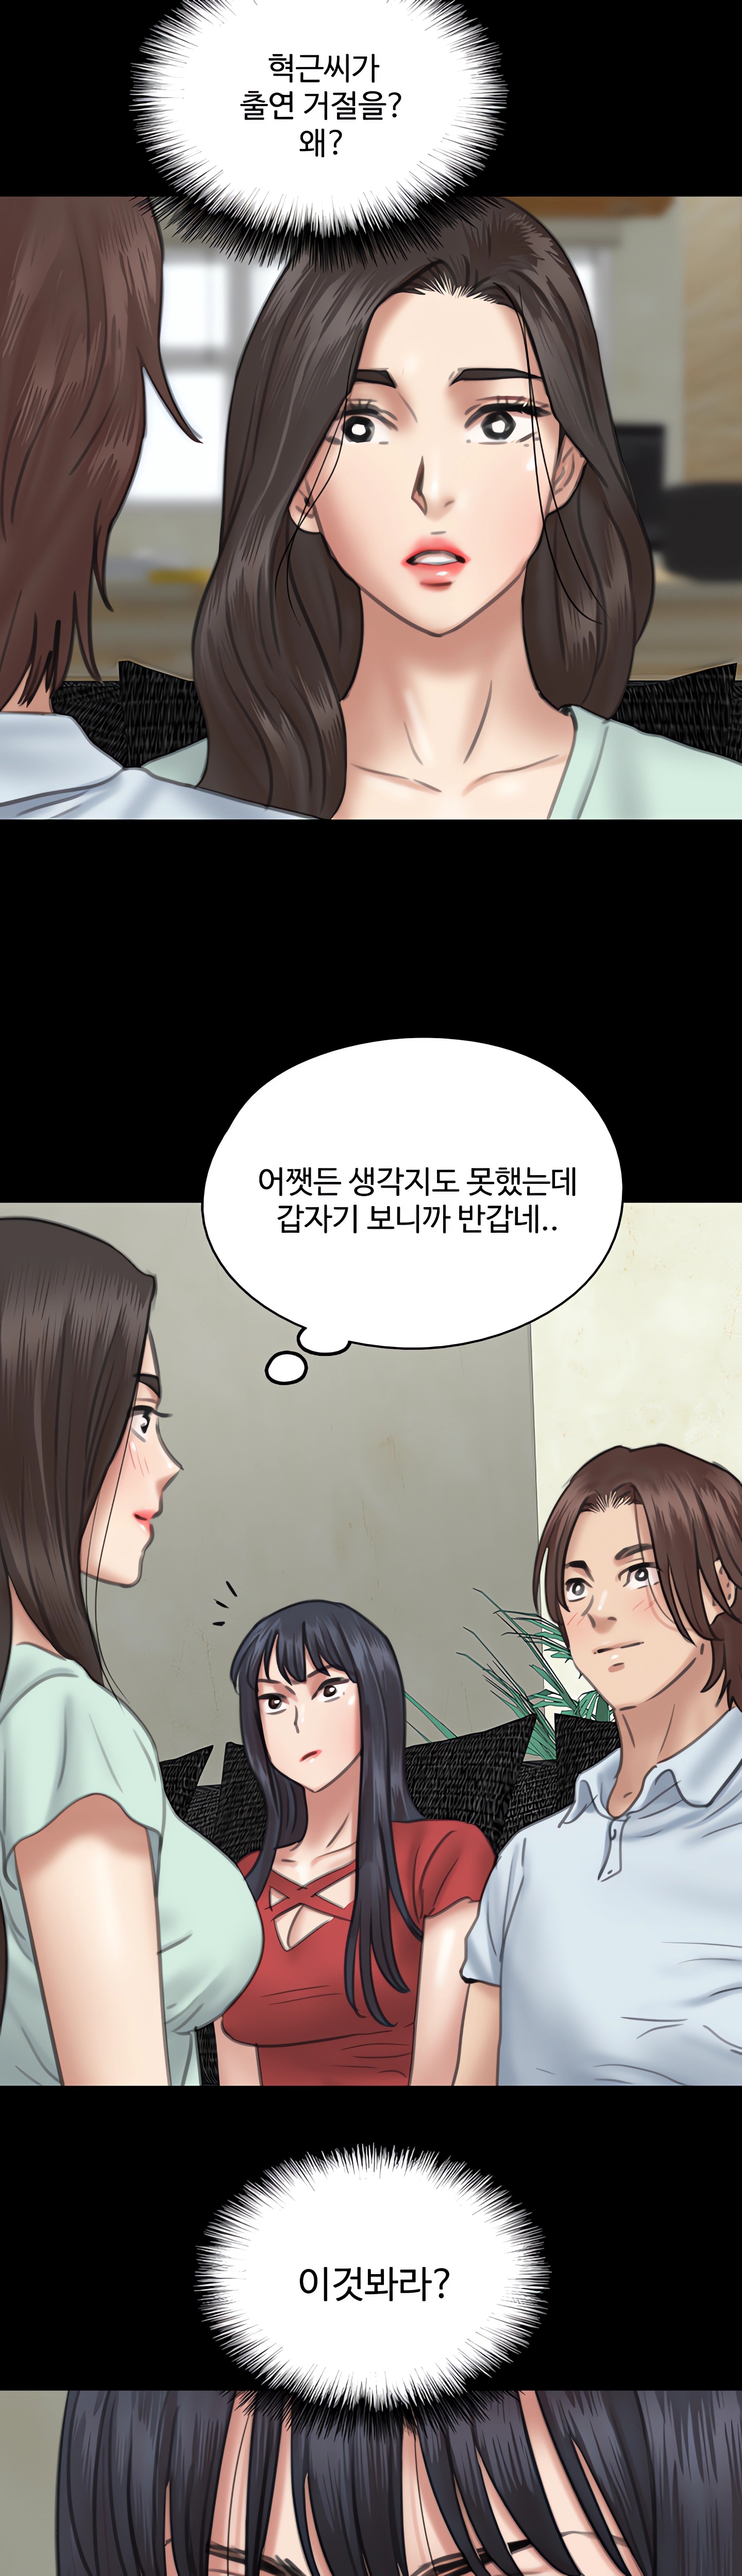 혁근씨가
출연 거절을?
왜?
어쨋든 생각지도 못했는데
갑자기 보니까 반갑네..
이것봐라?